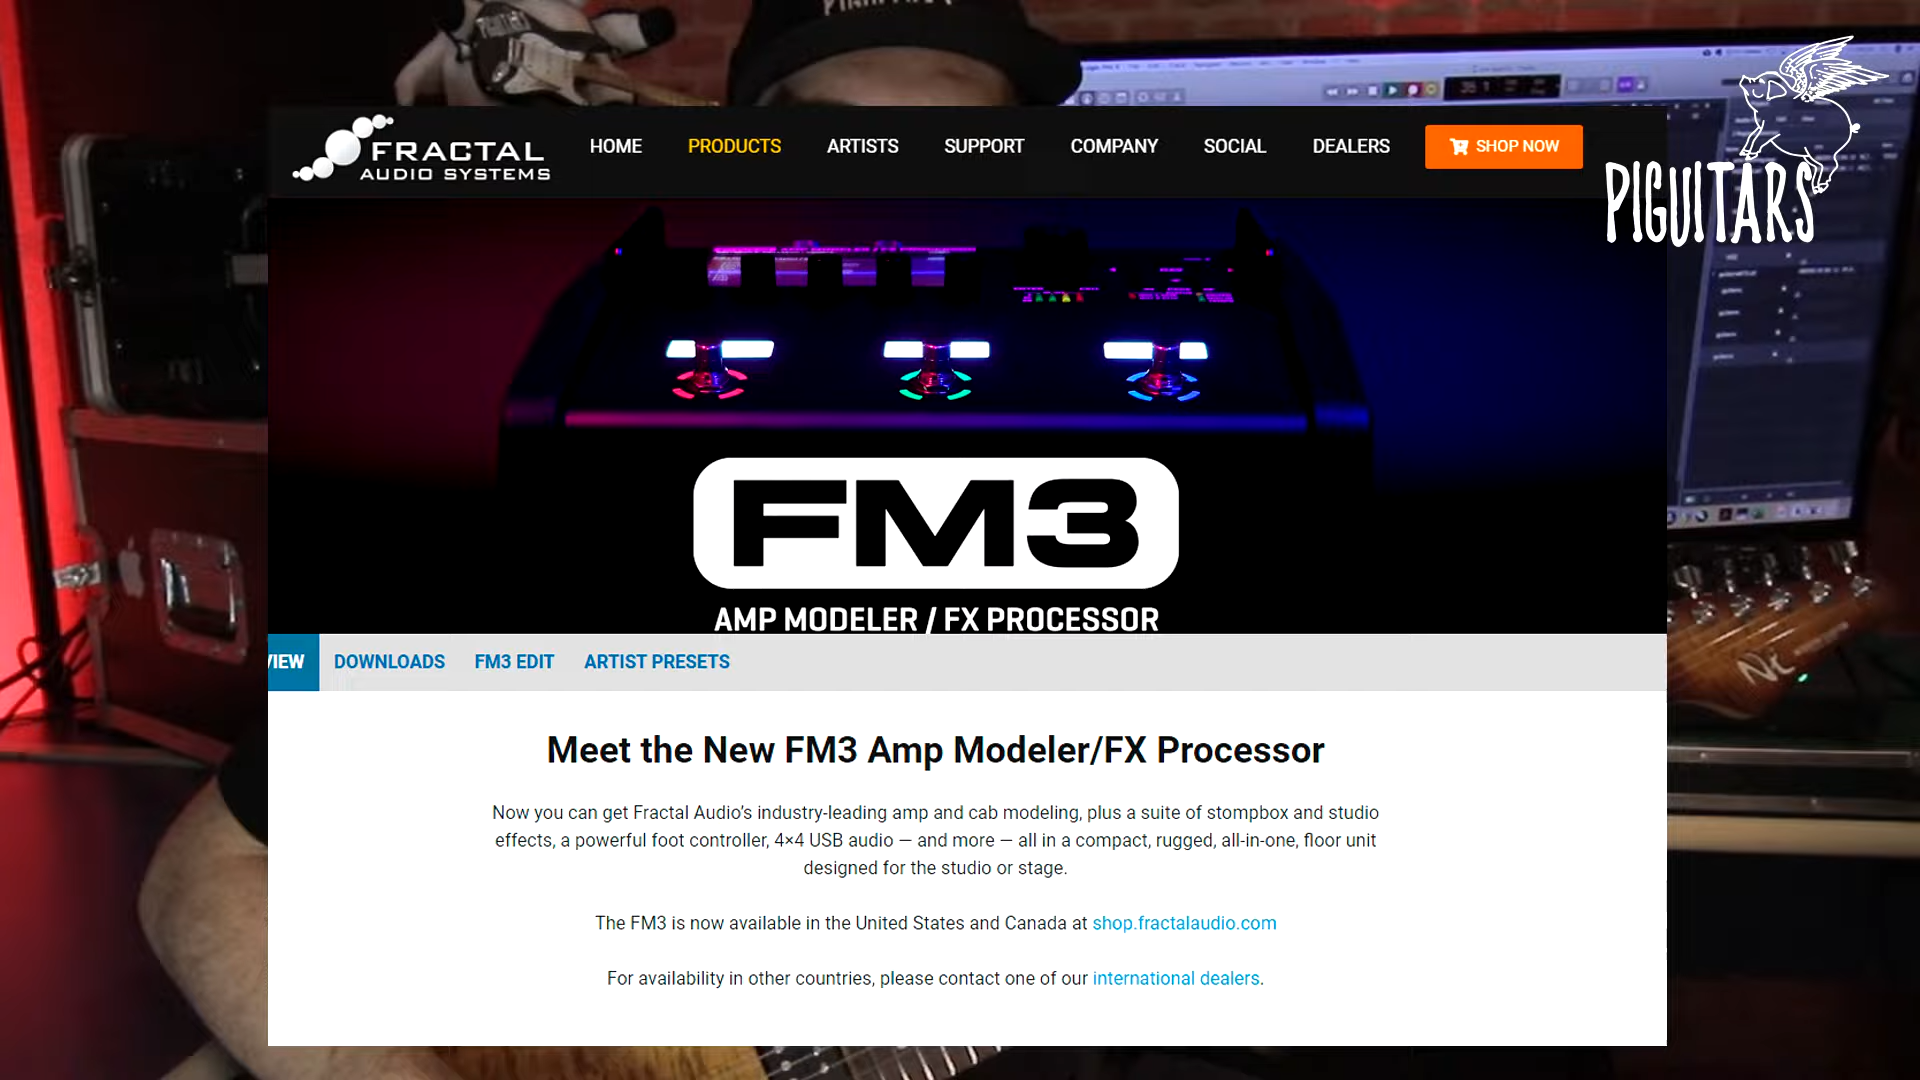 PIGUITARS
FRACTAL
AUDIO SYSTEMS
HOME PRODUCTS ARTISTS SUPPORT COMPANY SOCIAL DEALERS SHOP NOW
FM3
AMP MODELER / FX PROCESSOR
VIEW DOWNLOADS FM3 EDIT ARTIST PRESETS
Meet the New FM3 Amp Modeler/FX Processor
Now you can get Fractal Audio’s industry-leading amp and cab modeling, plus a suite of stompbox and studio
effects, a powerful foot controller, 4×4 USB audio — and more — all in a compact, rugged, all-in-one, floor unit
designed for the studio or stage.
The FM3 is now available in the United States and Canada at shop.fractalaudio.com
For availability in other countries, please contact one of our international dealers.